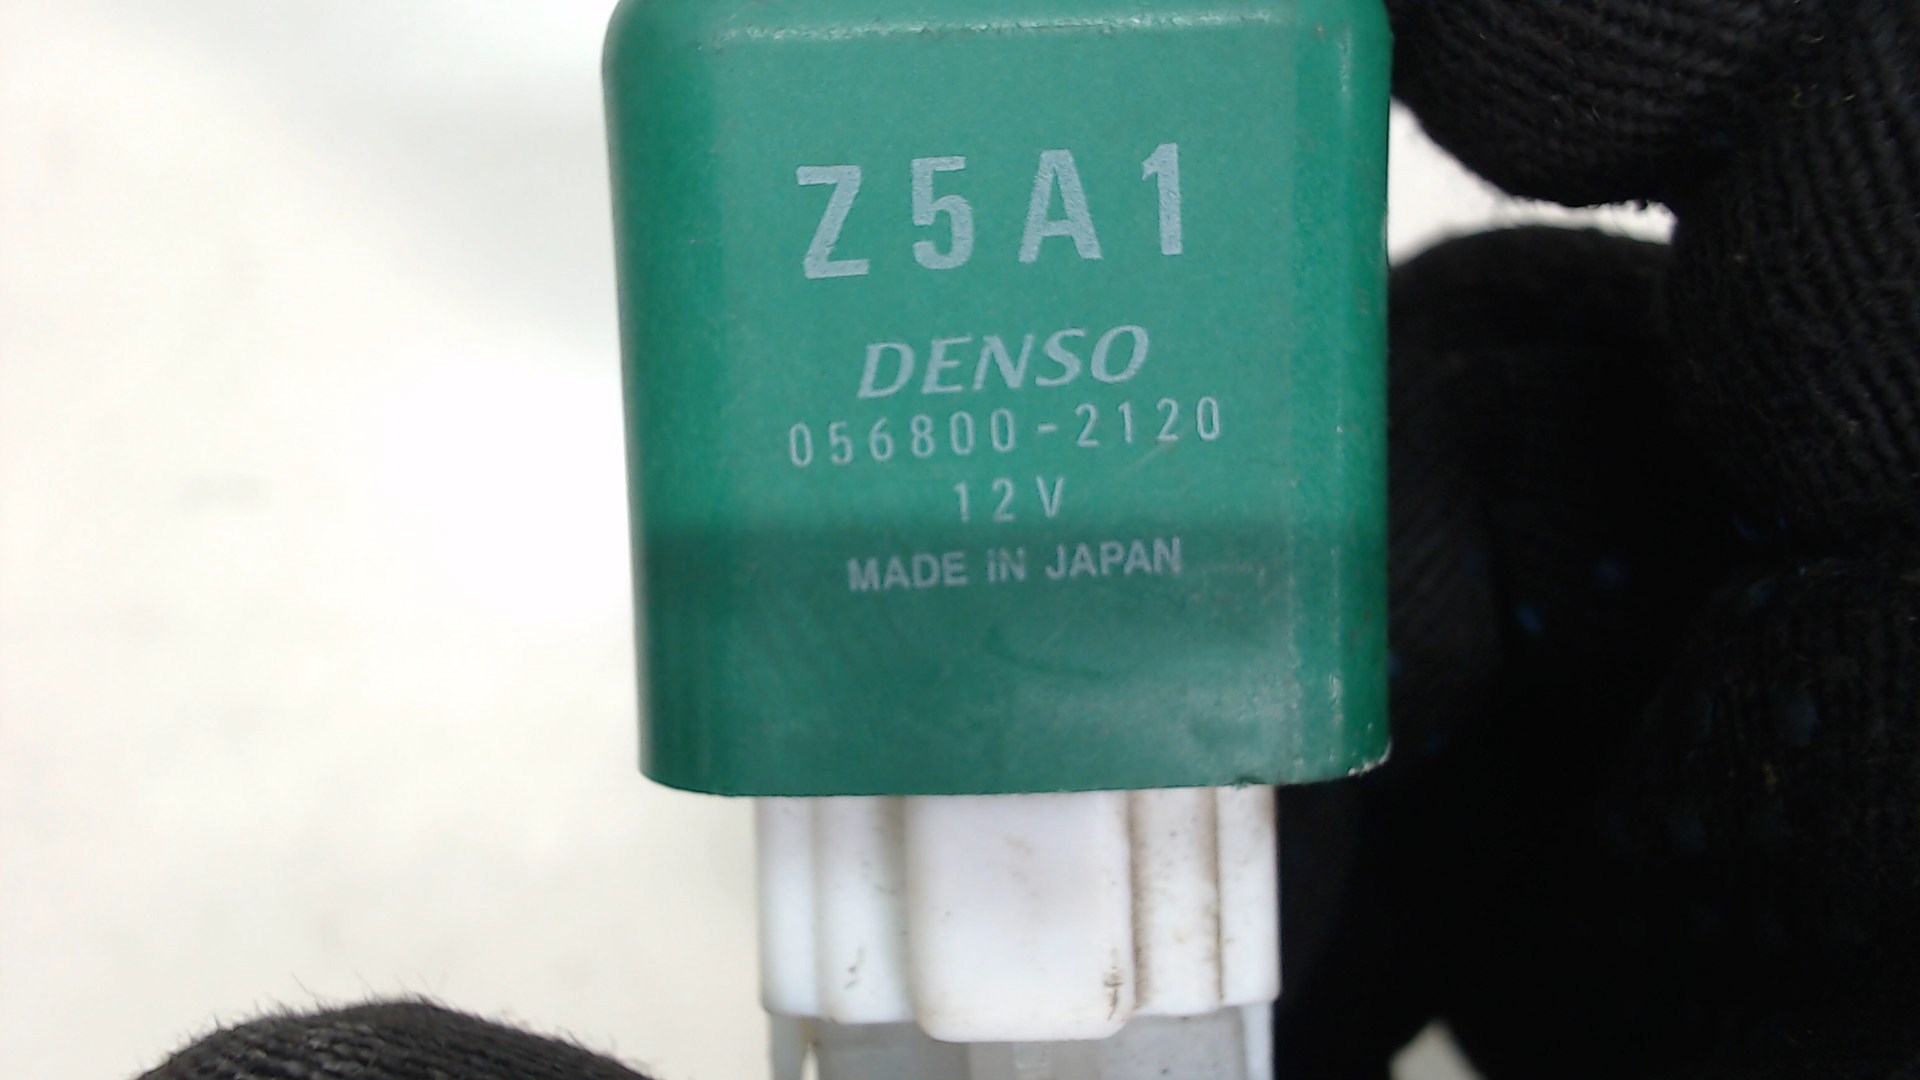 Z5A1
DENSO
056800-2120
12V
MADE IN JAPAN